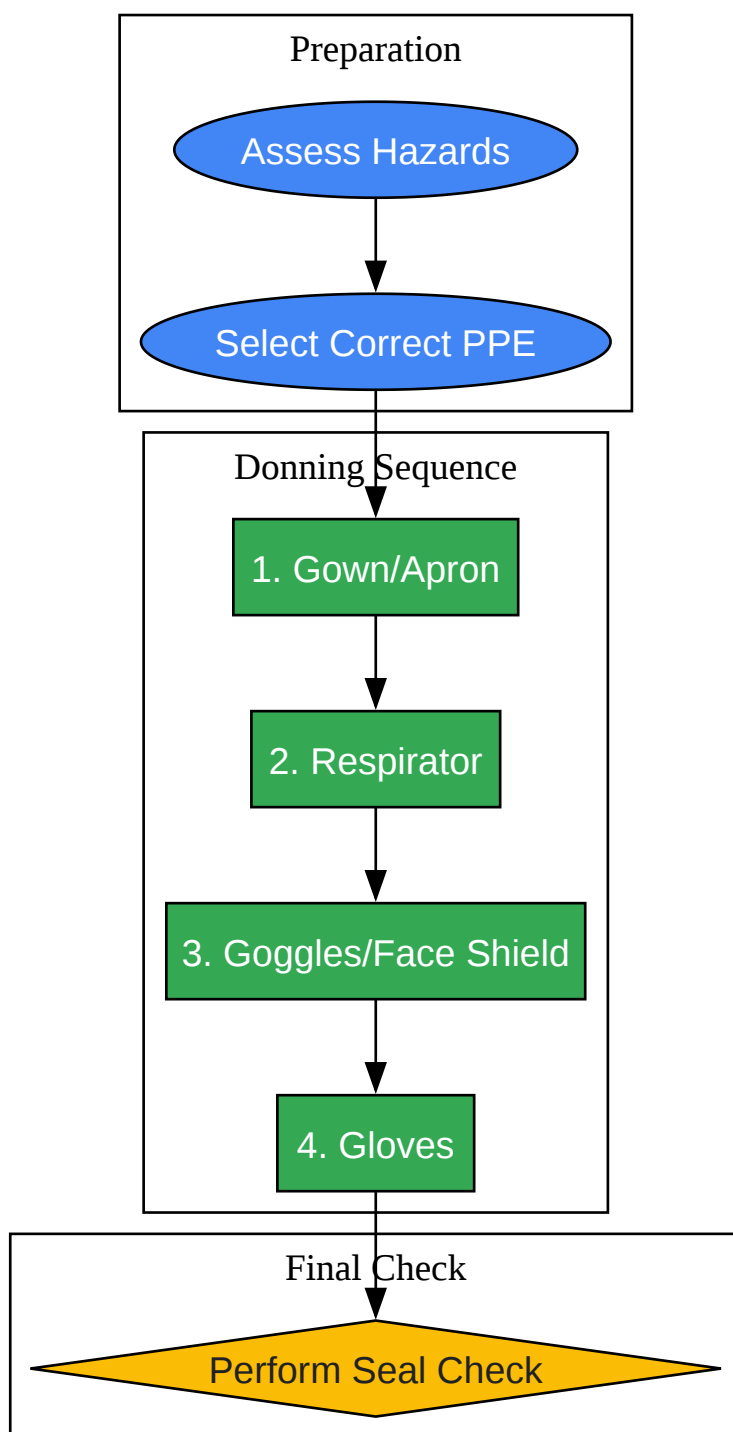 Preparation
Assess Hazards
Select Correct PPE
Donning Sequence
1. Gown/Apron
2. Respirator
3. Goggles/Face Shield
4. Gloves
Final Check
Perform Seal Check